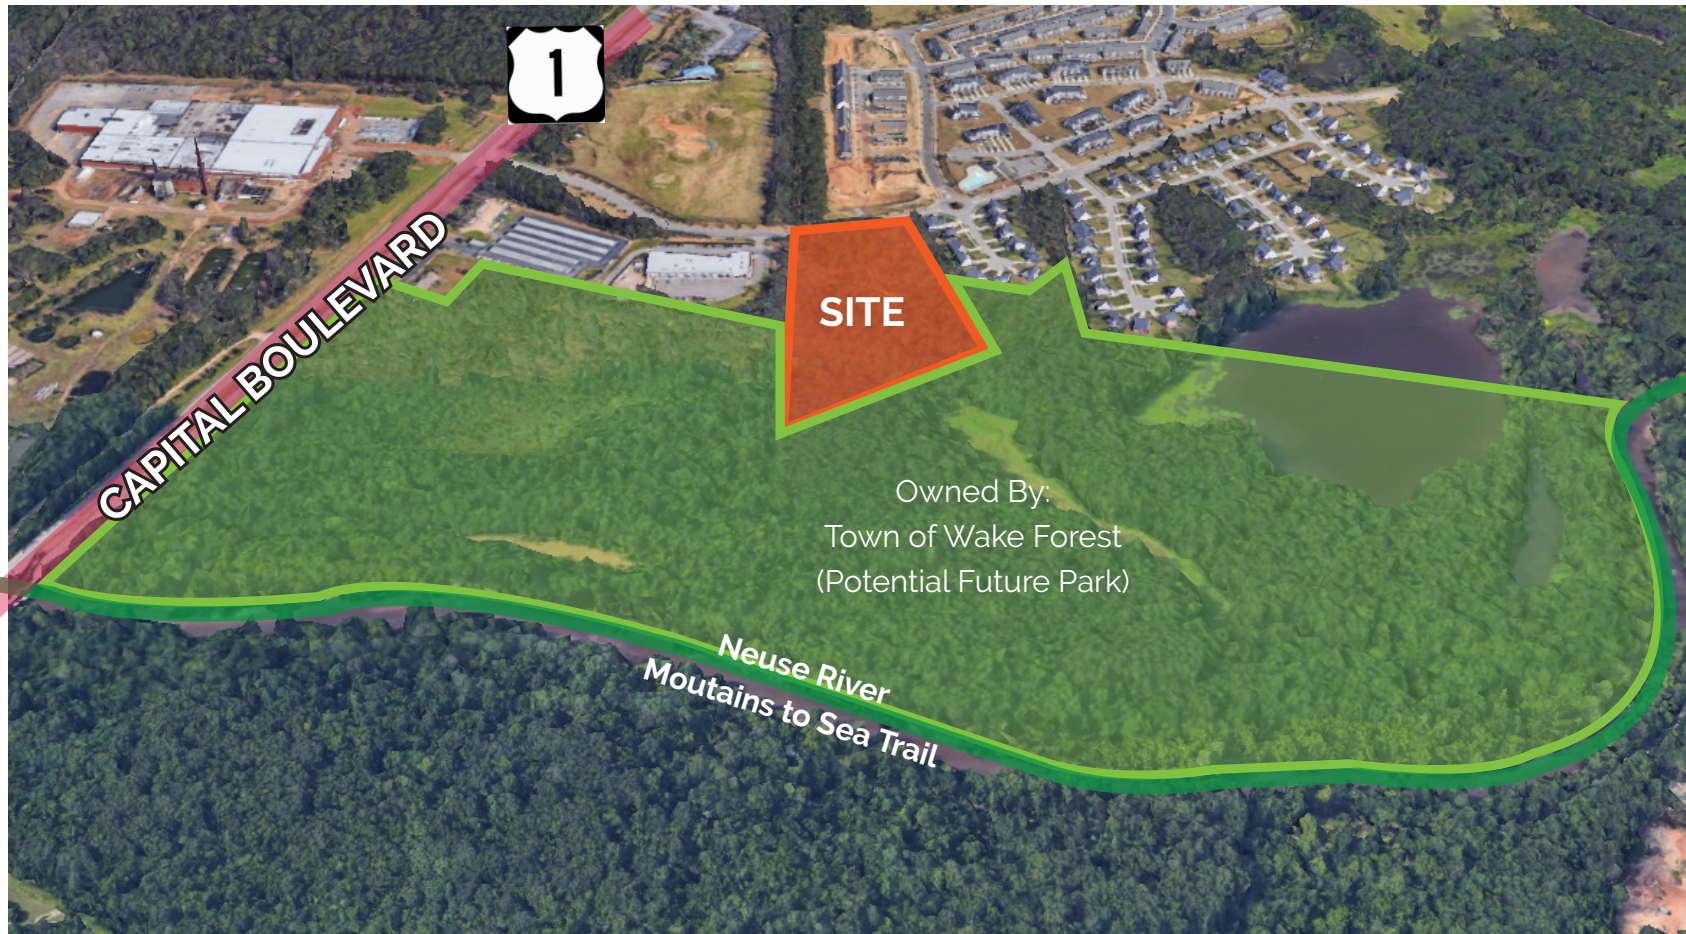 1
CAPITAL BOULEVARD
SITE
Owned By:
Town of Wake Forest
(Potential Future Park)
Neuse River
Moutains to Sea Trail